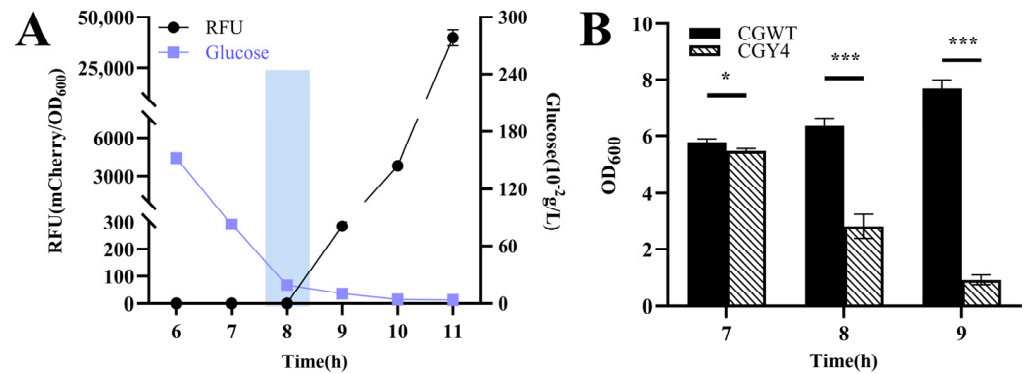 A
RFU
Glucose
RFU(mCherry/OD600)
50,000
25,000
6000
3000
300
200
100
0
300
240
180
120
60
0
Glucose(10-2g/L)
6 7 8 9 10 11
Time(h)
B
CGWT
CGY4
OD600
10
8
6
4
2
0
* *** ***
7 8 9
Time(h)